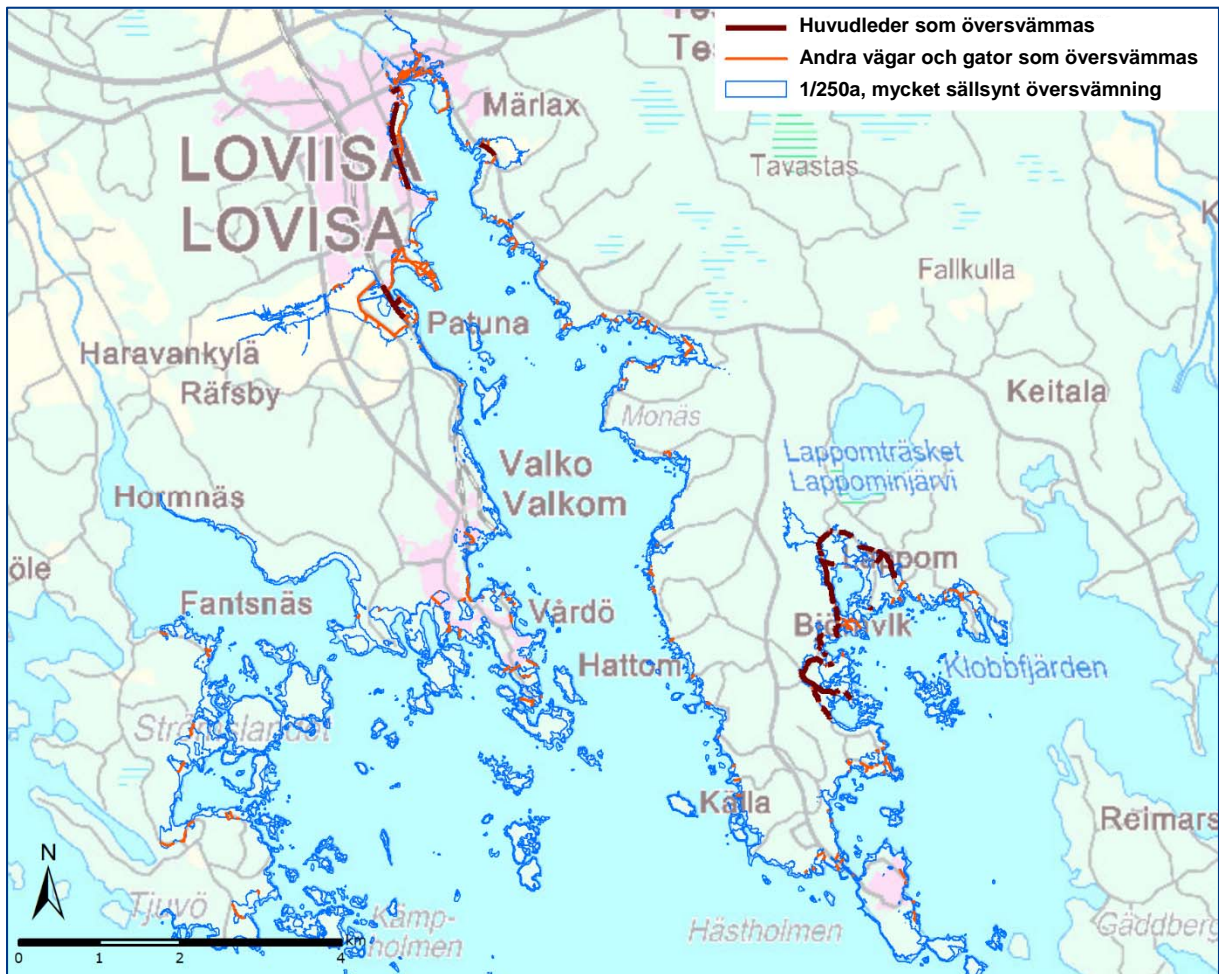 Huvudleder som översvämmas
Andra vägar och gator som översvämmas
1/250a, mycket sällsynt översvämning
Märlax
LOVIISA
LOVISA
Tavastas
Fallkulla
Patuna
Haravankylä
Räfsby
Keitala
Monäs
Lappomträsket
Lappominjärvi
Valko
Valkom
Hormnäs
Lappom
Fantsnäs
Vårdö
Hattom
Klobbfjärden
Källa
Reimars
N
Tjuvö
Kämp-
holmen
Hästholmen
Gäddberg
km
0 1 2 4